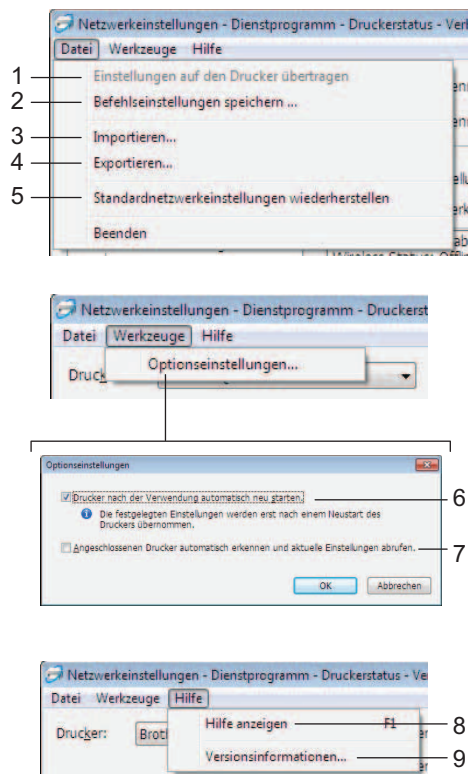 Netzwerkeinstellungen - Dienstprogramm - Druckerstatus -
Datei Werkzeuge Hilfe
1 Einstellungen auf den Drucker übertragen
2 Befehlseinstellungen speichern ...
3 Importieren...
4 Exportieren...
5 Standardnetzwerkeinstellungen wiederherstellen
Beenden
Netzwerkeinstellungen - Dienstprogramm -
Datei Werkzeuge Hilfe
Optionseinstellungen...
Optionseinstellungen
Drucker nach der Verwendung automatisch neu starten. 6
Die festgelegten Einstellungen werden erst nach einem Neustart des
Druckers übernommen.
Angeschlossenen Drucker automatisch erkennen und aktuelle Einstellungen abrufen. 7
OK Abbrechen
Netzwerkeinstellungen - Dienstprogramm - Druckerstatus -
Datei Werkzeuge Hilfe
Hilfe anzeigen F1 8
Drucker:
Versionsinformationen... 9